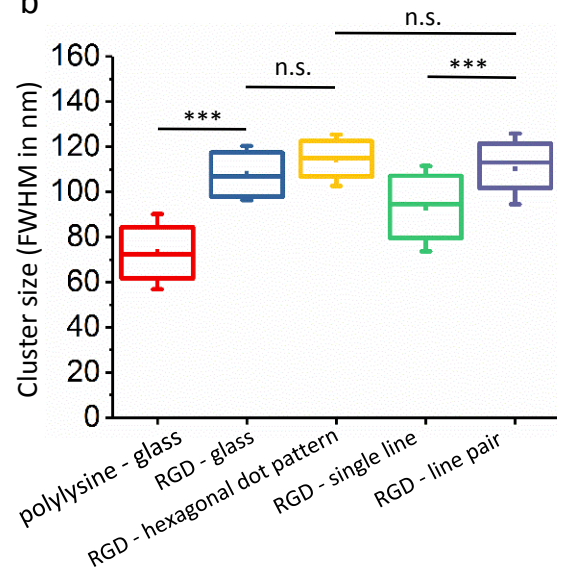 b
n.s.
n.s.
***
***
160
140
120
100
80
60
40
20
0
Cluster size (FWHM in nm)
polylysine - glass
RGD - glass
RGD - hexagonal dot pattern
RGD - single line
RGD - line pair